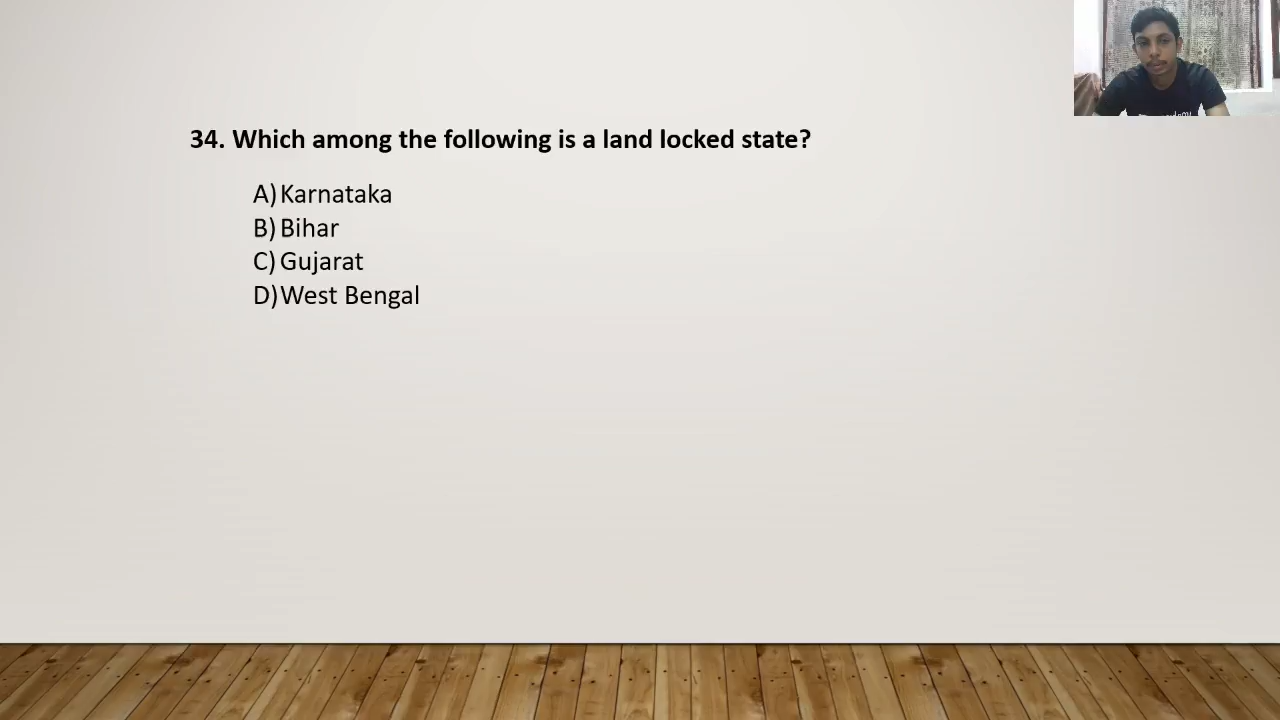 34. Which among the following is a land locked state?
A) Karnataka
B) Bihar
C) Gujarat
D) West Bengal